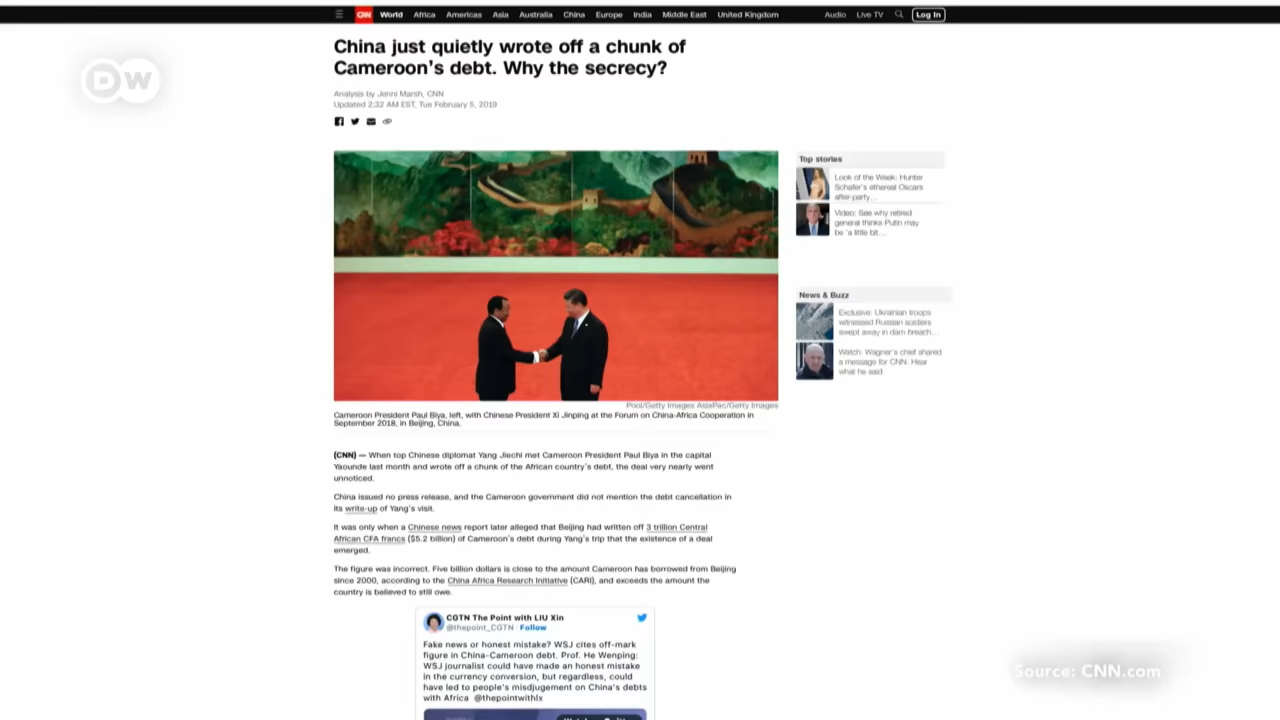 CNN World Africa Americas Asia Australia China Europe India Middle East United Kingdom Audio Live TV Log In
DW
China just quietly wrote off a chunk of
Cameroon's debt. Why the secrecy?
Analysis by Jenni Marsh, CNN
Updated 2:32 AM EST, Tue February 5, 2019
Pool/Getty Images AsiaPac/Getty Images
Cameroon President Paul Biya, left, with Chinese President Xi Jinping at the Forum on China-Africa Cooperation in
September 2018, in Beijing, China.
(CNN) — When top Chinese diplomat Yang Jiechi met Cameroon President Paul Biya in the capital
Yaounde last month and wrote off a chunk of the African country's debt, the deal very nearly went
unnoticed.
China issued no press release, and the Cameroon government did not mention the debt cancellation in
its write-up of Yang's visit.
It was only when a Chinese news report later alleged that Beijing had written off 3 trillion Central
African CFA francs ($5.2 billion) of Cameroon's debt during Yang's trip that the existence of a deal
emerged.
The figure was incorrect. Five billion dollars is close to the amount Cameroon has borrowed from Beijing
since 2000, according to the China Africa Research Initiative (CARI), and exceeds the amount the
country is believed to still owe.
CGTN The Point with LIU Xin
@thepoint_CGTN · Follow
Fake news or honest mistake? WSJ cites off-mark
figure in China-Cameroon debt. Prof. He Wenping:
WSJ journalist could have made an honest mistake
in the currency conversion, but regardless, could
have led to people's misdjugement on China's debts
with Africa @thepointwithlx
Top stories
Look of the Week: Hunter
Schafer's ethereal Oscars
after-party...
Video: See why retired
general thinks Putin may
be 'a little bit...
News & Buzz
Exclusive: Ukrainian troops
witnessed Russian soldiers
swept away in dam breach...
Watch: Wagner's chief shared
a message for CNN. Hear
what he said
Source: CNN.com